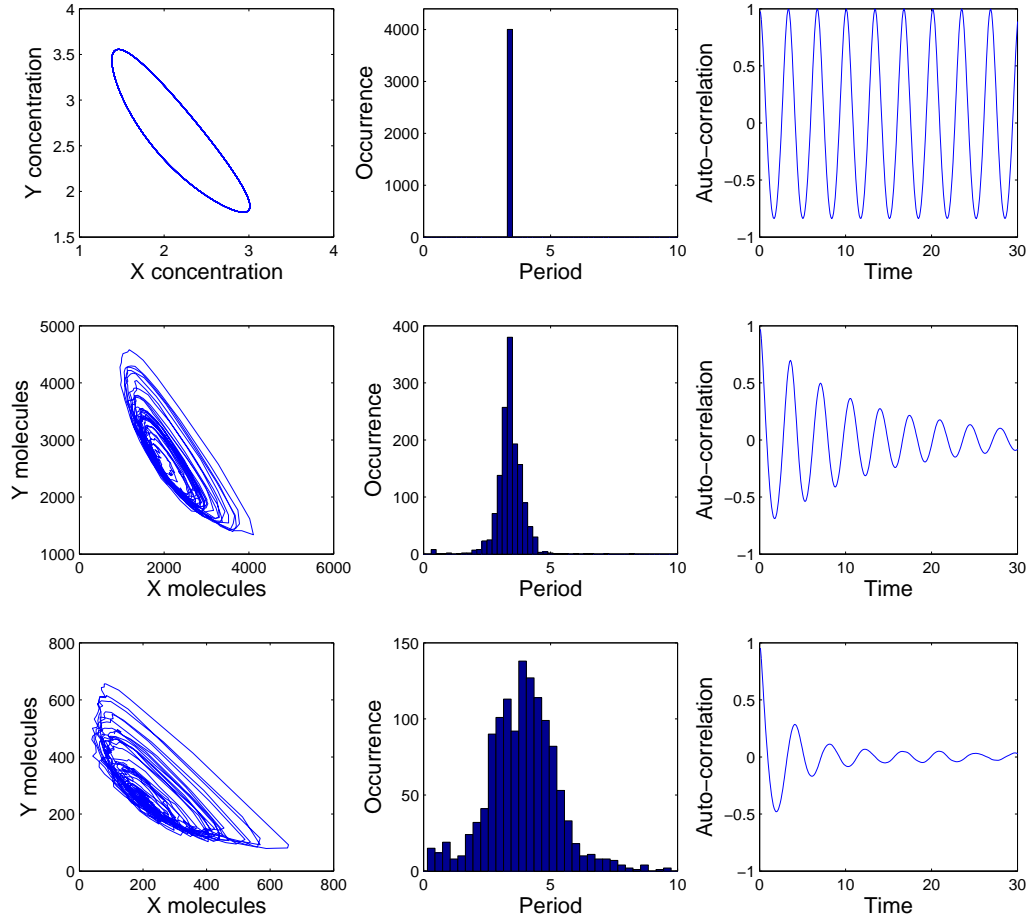 4
3.5
3
2.5
2
1.5
1 2 3 4
X concentration
Y concentration
4000
3000
2000
1000
0
0 5 10
Period
Occurrence
1
0.5
0
−0.5
−1
0 10 20 30
Time
Auto−correlation
5000
4000
3000
2000
1000
0 2000 4000 6000
X molecules
Y molecules
400
300
200
100
0
0 5 10
Period
Occurrence
1
0.5
0
−0.5
−1
0 10 20 30
Time
Auto−correlation
800
600
400
200
0
0 200 400 600 800
X molecules
Y molecules
150
100
50
0
0 5 10
Period
Occurrence
1
0.5
0
−0.5
−1
0 10 20 30
Time
Auto−correlation